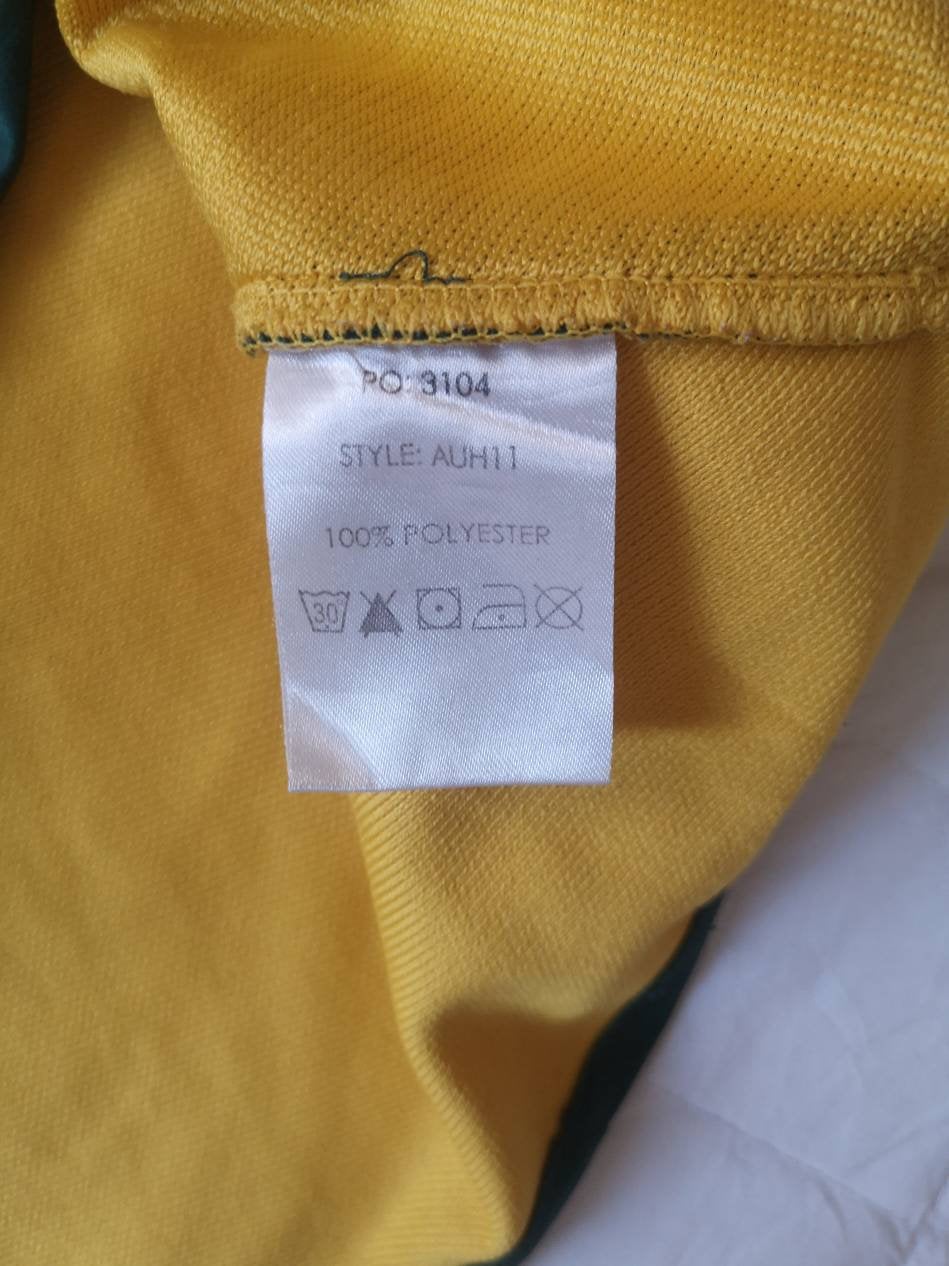 PO: 3104
STYLE: AUH11
100% POLYESTER
30